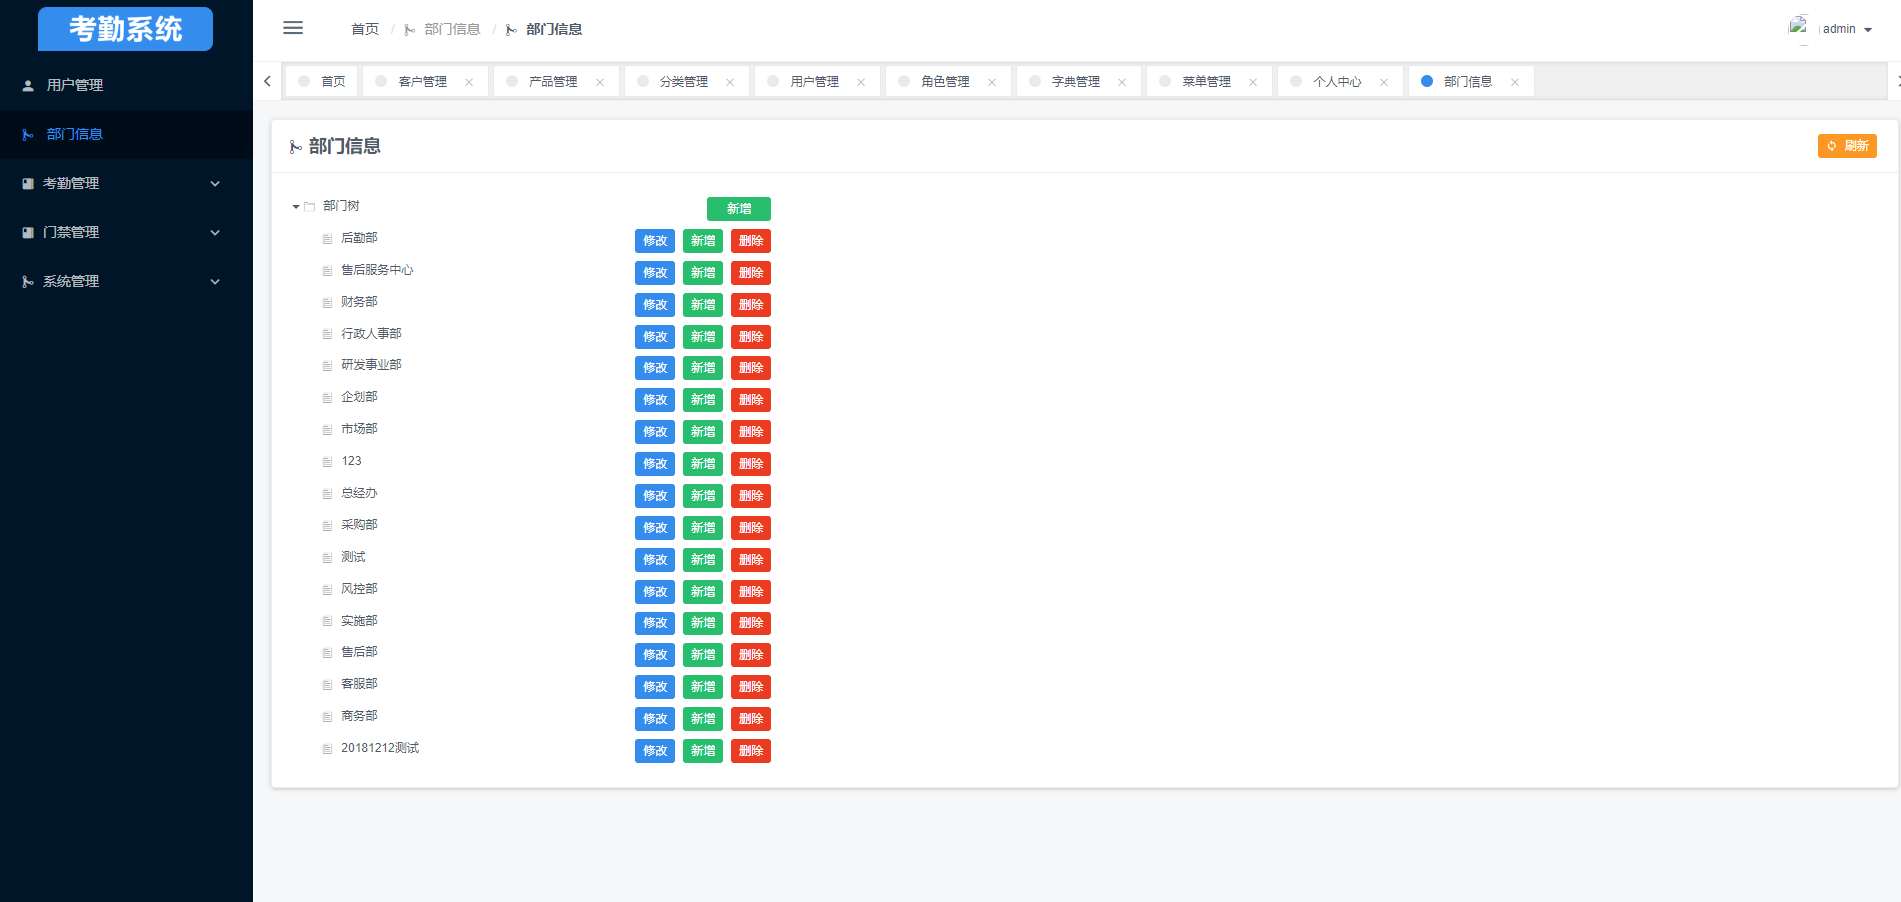 考勤系统
首页 / 部门信息 / 部门信息
admin
用户管理
部门信息
考勤管理
门禁管理
系统管理
首页 客户管理 产品管理 分类管理 用户管理 角色管理 字典管理 菜单管理 个人中心 部门信息
部门信息
刷新
部门树 新增
后勤部 修改 新增 删除
售后服务中心 修改 新增 删除
财务部 修改 新增 删除
行政人事部 修改 新增 删除
研发事业部 修改 新增 删除
企划部 修改 新增 删除
市场部 修改 新增 删除
123 修改 新增 删除
总经办 修改 新增 删除
采购部 修改 新增 删除
测试 修改 新增 删除
风控部 修改 新增 删除
实施部 修改 新增 删除
售后部 修改 新增 删除
客服部 修改 新增 删除
商务部 修改 新增 删除
20181212测试 修改 新增 删除